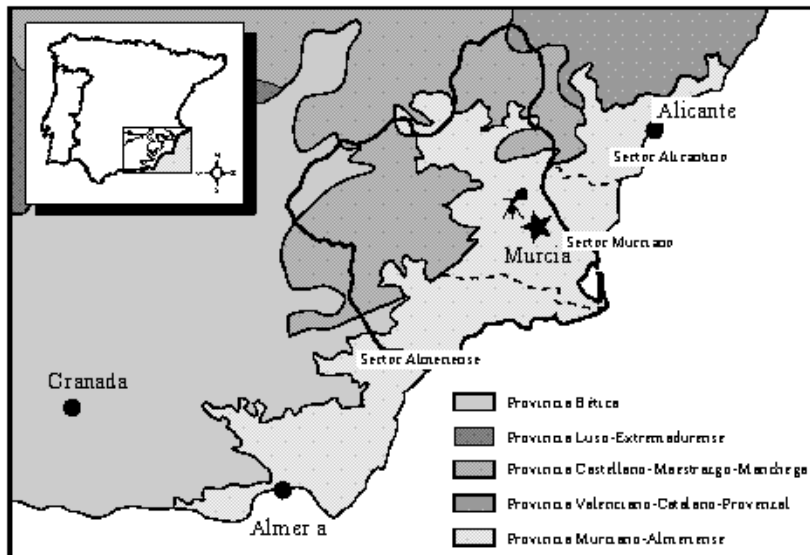 Alicante
Sector Alicantino
Murcia
Sector Murciano
Sector Almeriense
Granada
Almer a
Provincia Bética
Provincia Luso-Extremadurense
Provincia Castellano-Maestrazgo-Manchega
Provincia Valenciano-Catalano-Provenzal
Provincia Murciano-Almeriense